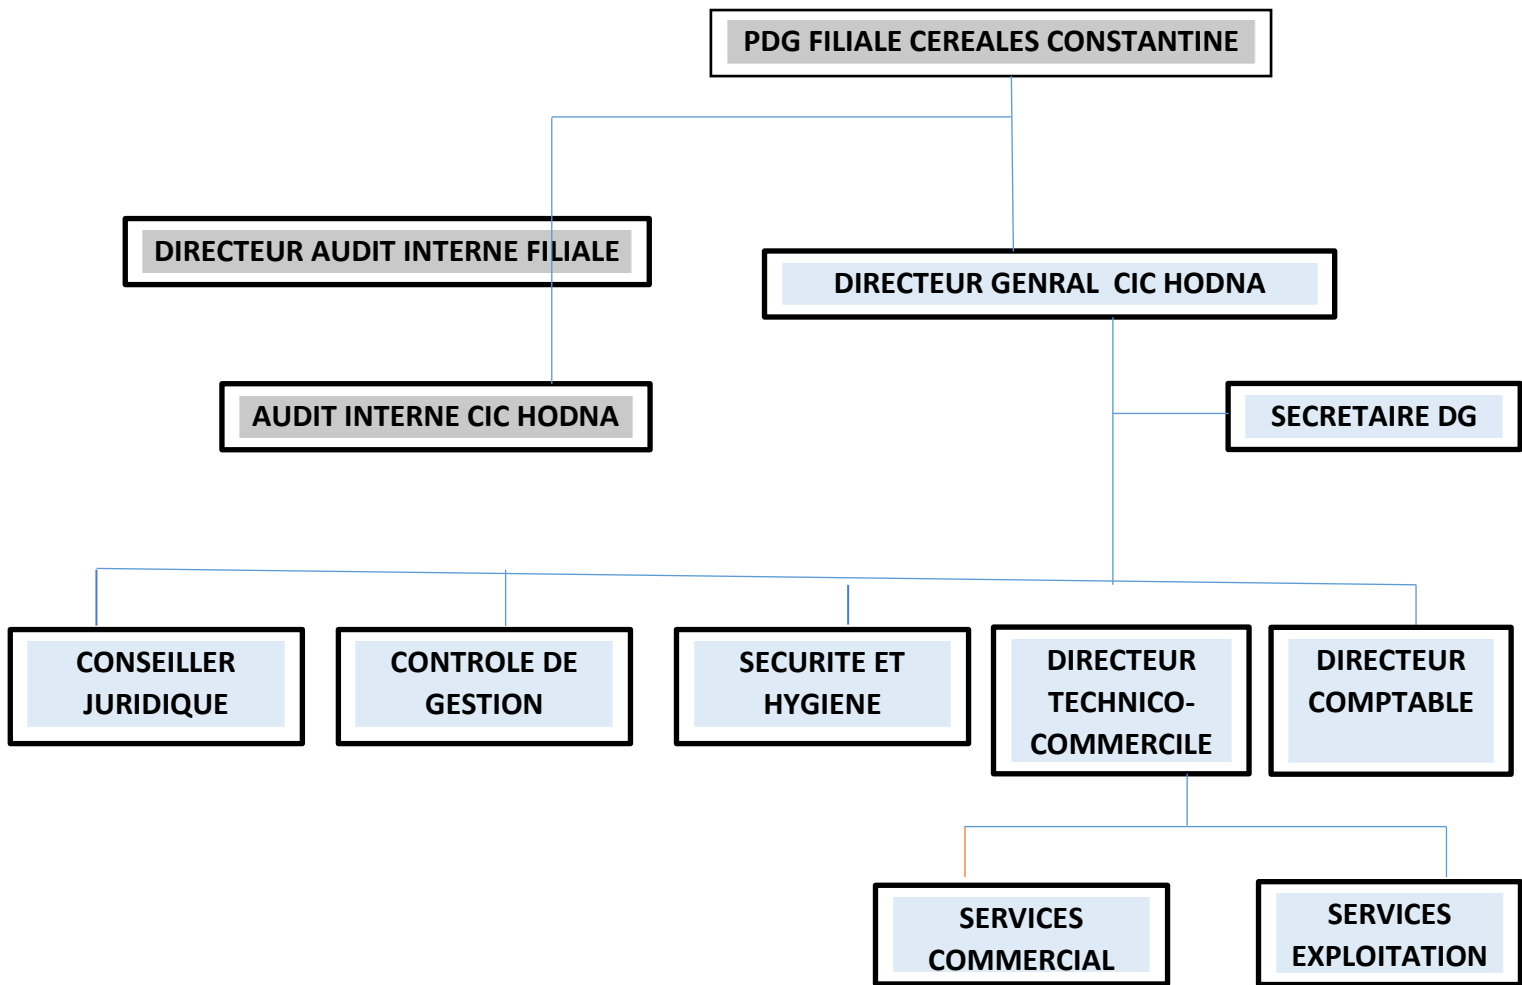 PDG FILIALE CEREALES CONSTANTINE
DIRECTEUR AUDIT INTERNE FILIALE
DIRECTEUR GENRAL CIC HODNA
AUDIT INTERNE CIC HODNA
SECRETAIRE DG
CONSEILLER
JURIDIQUE
CONTROLE DE
GESTION
SECURITE ET
HYGIENE
DIRECTEUR
TECHNICO-
COMMERCILE
DIRECTEUR
COMPTABLE
SERVICES
COMMERCIAL
SERVICES
EXPLOITATION